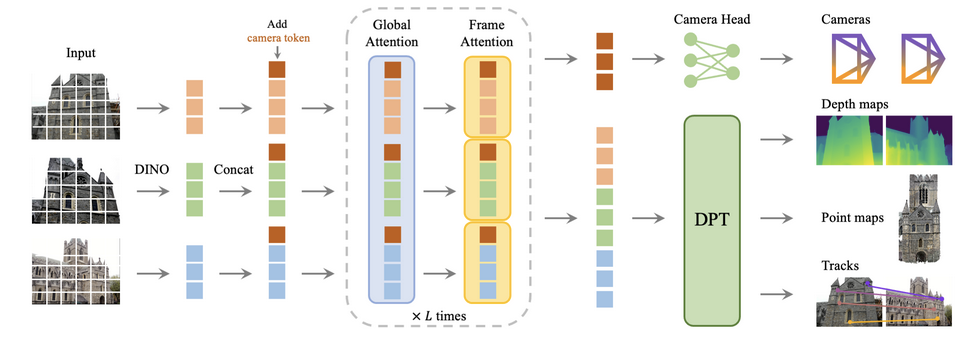 Input
DINO
Concat
Add
camera token
Global
Attention
Frame
Attention
× L times
Camera Head
DPT
Cameras
Depth maps
Point maps
Tracks